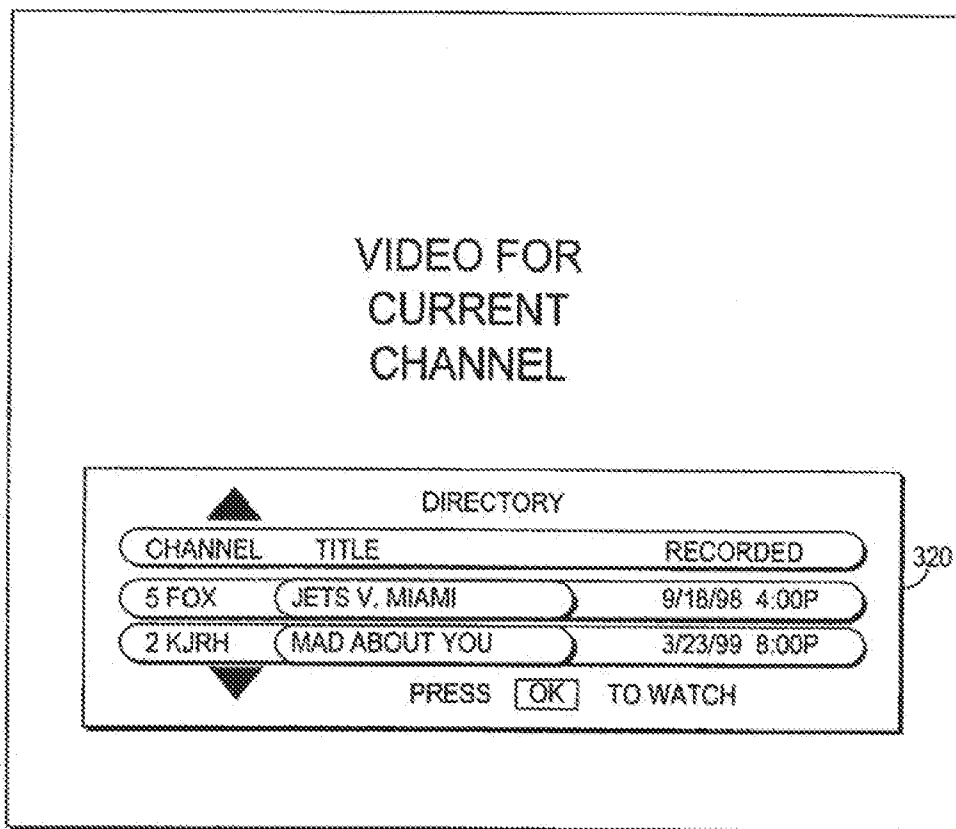 VIDEO FOR
CURRENT
CHANNEL
DIRECTORY
CHANNEL TITLE RECORDED
5 FOX JETS V. MIAMI 9/18/98 4:00P
2 KJRH MAD ABOUT YOU 3/23/99 8:00P
PRESS OK TO WATCH
320